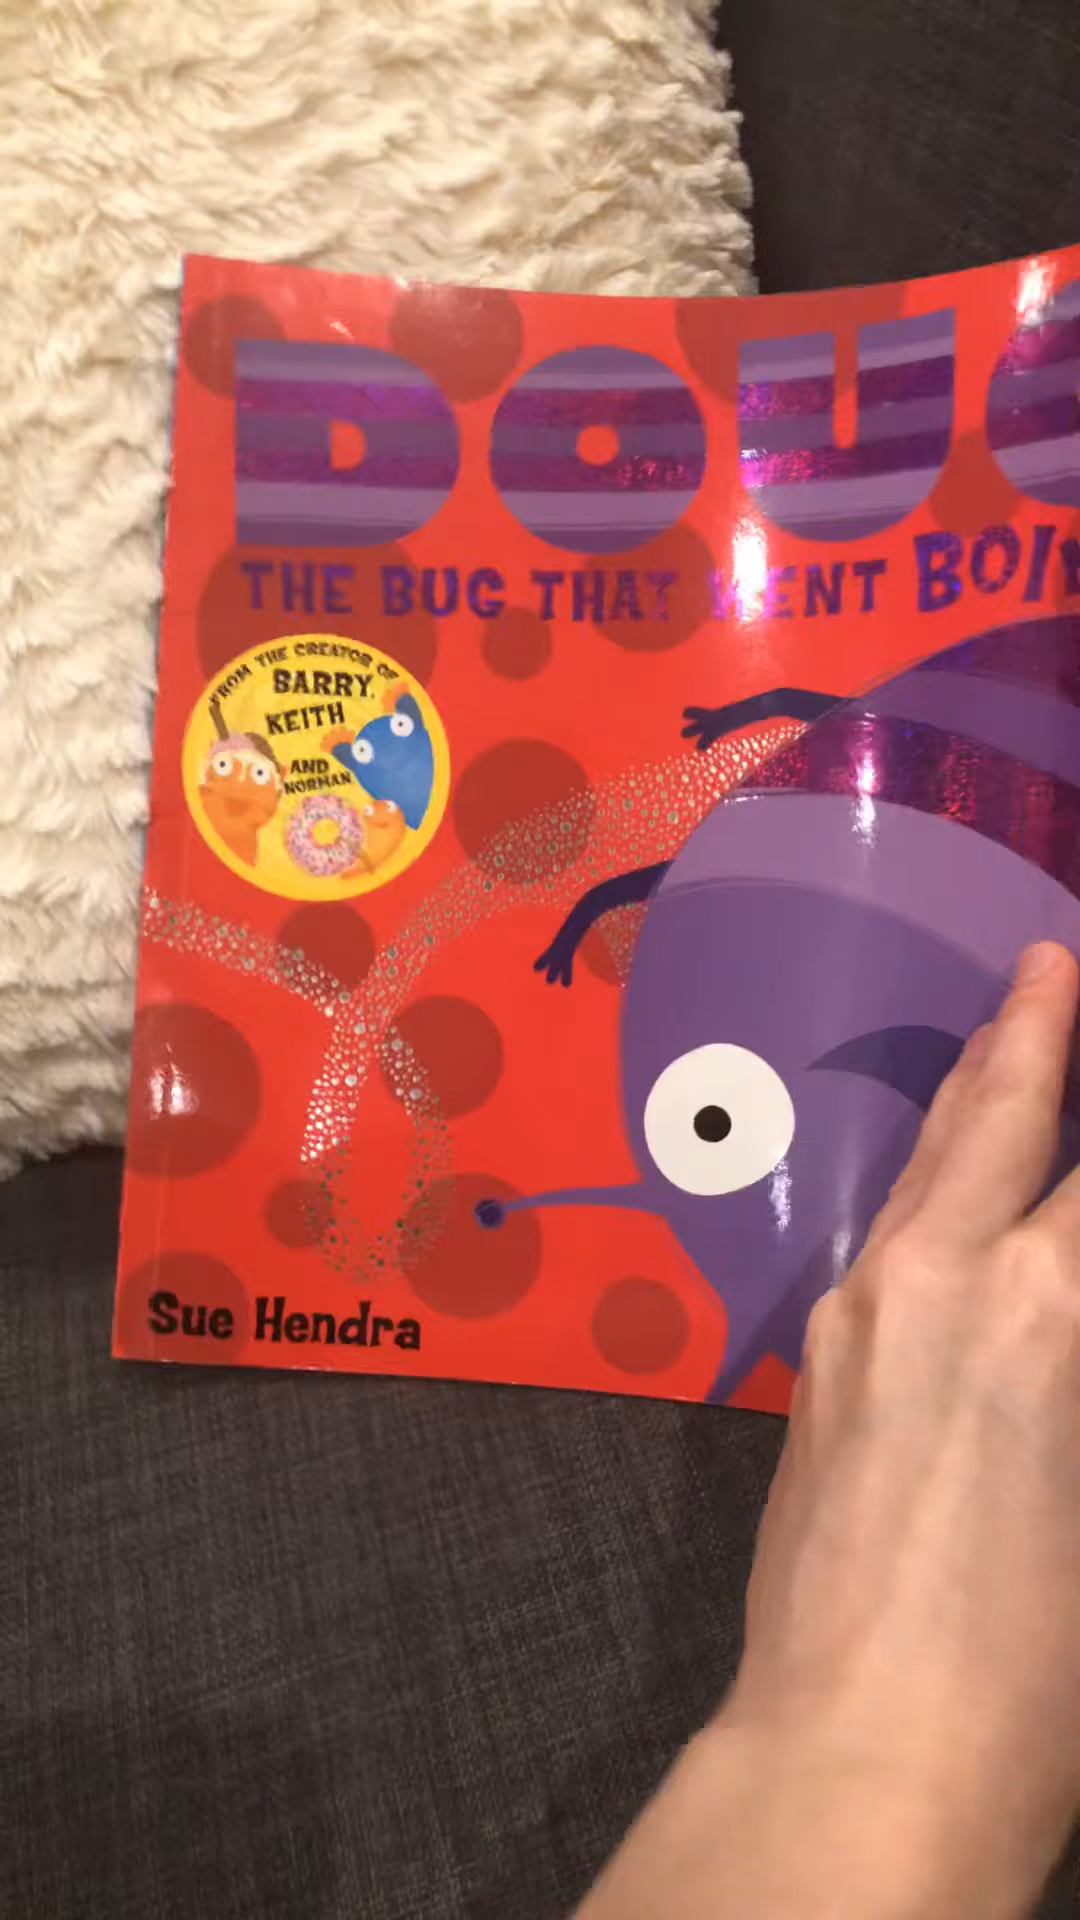 DOUG
THE BUG THAT WENT BOING
FROM THE CREATOR OF
BARRY,
KEITH
AND
NORMAN
Sue Hendra